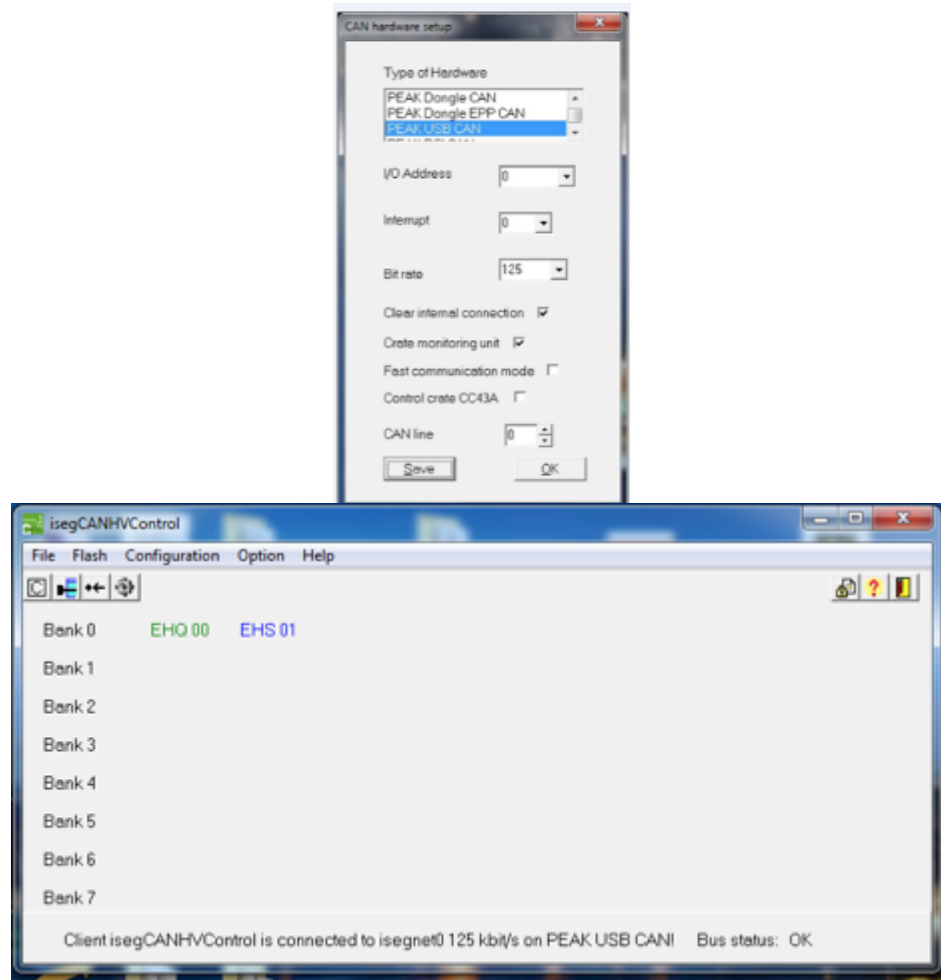 CAN hardware setup
Type of Hardware
PEAK Dongle CAN
PEAK Dongle EPP CAN
PEAK USB CAN
I/O Address 0
Interrupt 0
Bit rate 125
Clear internal connection
Crate monitoring unit
Fast communication mode
Control crate CC43A
CAN line 0
Save OK
isegCANHVControl
File Flash Configuration Option Help
C ?
Bank 0 EHQ 00 EHS 01
Bank 1
Bank 2
Bank 3
Bank 4
Bank 5
Bank 6
Bank 7
Client isegCANHVControl is connected to isegnet0 125 kbit/s on PEAK USB CAN! Bus status: OK